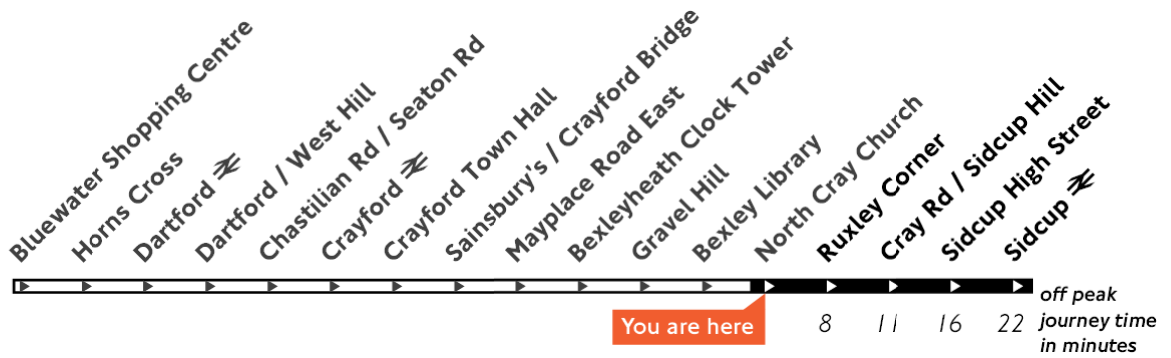 Bluewater Shopping Centre
Horns Cross
Dartford
Dartford / West Hill
Chastilian Rd / Seaton Rd
Crayford
Crayford Town Hall
Sainsbury's / Crayford Bridge
Mayplace Road East
Bexleyheath Clock Tower
Gravel Hill
Bexley Library
North Cray Church
Ruxley Corner
Cray Rd / Sidcup Hill
Sidcup High Street
Sidcup
You are here
8 11 16 22
off peak
journey time
in minutes